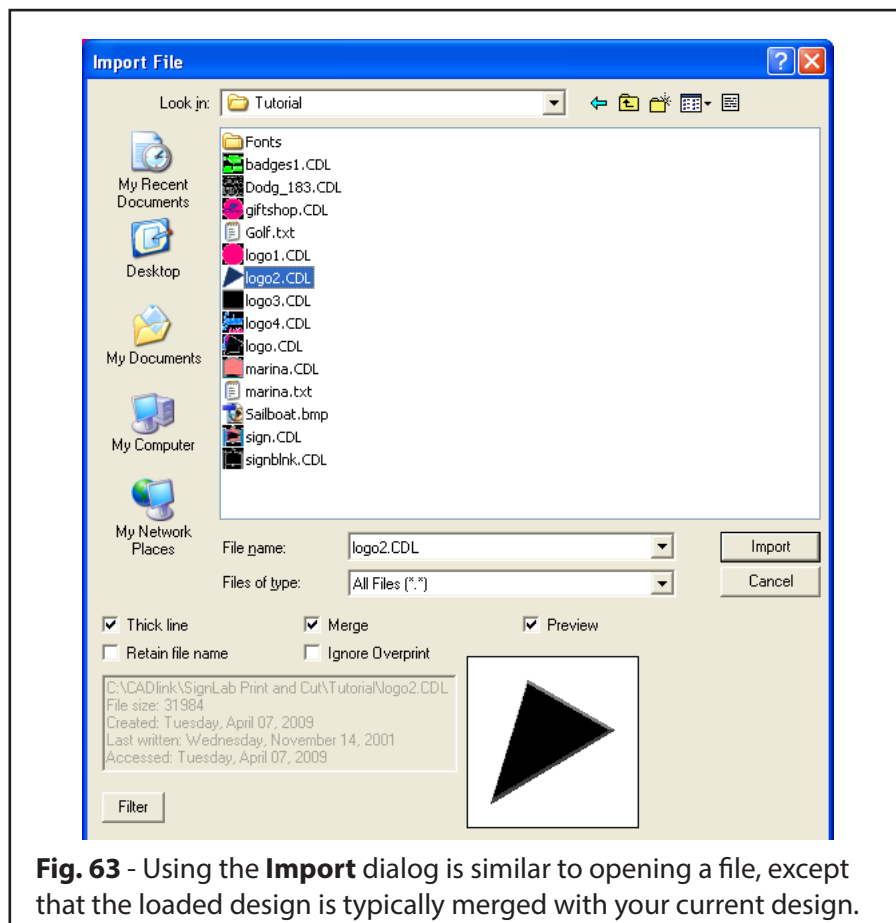 Import File
Look in: Tutorial
My Recent
Documents
Desktop
My Documents
My Computer
My Network
Places
Fonts
badges1.CDL
Dodg_183.CDL
giftshop.CDL
Golf.txt
logo1.CDL
logo2.CDL
logo3.CDL
logo4.CDL
logo.CDL
marina.CDL
marina.txt
Sailboat.bmp
sign.CDL
signblnk.CDL
File name: logo2.CDL Import
Files of type: All Files (*.*) Cancel
Thick line Merge Preview
Retain file name Ignore Overprint
C:\CADlink\SignLab Print and Cut\Tutorial\logo2.CDL
File size: 31984
Created: Tuesday, April 07, 2009
Last written: Wednesday, November 14, 2001
Accessed: Tuesday, April 07, 2009
Filter
Fig. 63 - Using the Import dialog is similar to opening a file, except
that the loaded design is typically merged with your current design.